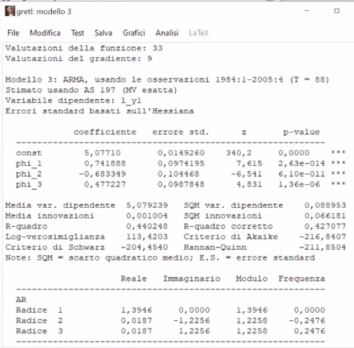 gretl: modello 3
File Modifica Test Salva Grafici Analisi LaTeX
Valutazioni della funzione: 33
Valutazioni del gradiente: 9
Modello 3: ARMA, usando le osservazioni 1984:1-2005:4 (T = 88)
Stimato usando AS 197 (MV esatta)
Variabile dipendente: l_y1
Errori standard basati sull'Hessiana
coefficiente errore std. z p-value
const 5,07710 0,0149260 340,2 0,0000 ***
phi_1 0,741888 0,0974195 7,615 2,63e-014 ***
phi_2 -0,683349 0,104468 -6,541 6,10e-011 ***
phi_3 0,477227 0,0987848 4,831 1,36e-06 ***
Media var. dipendente 5,079239 SQM var. dipendente 0,088953
Media innovazioni 0,001004 SQM innovazioni 0,066181
R-quadro 0,440248 R-quadro corretto 0,427077
Log-verosimiglianza 113,4203 Criterio di Akaike -216,8407
Criterio di Schwarz -204,4540 Hannan-Quinn -211,8504
Note: SQM = scarto quadratico medio; E.S. = errore standard
Reale Immaginario Modulo Frequenza
AR
Radice 1 1,3946 0,0000 1,3946 0,0000
Radice 2 0,0187 -1,2256 1,2258 -0,2476
Radice 3 0,0187 1,2256 1,2258 0,2476